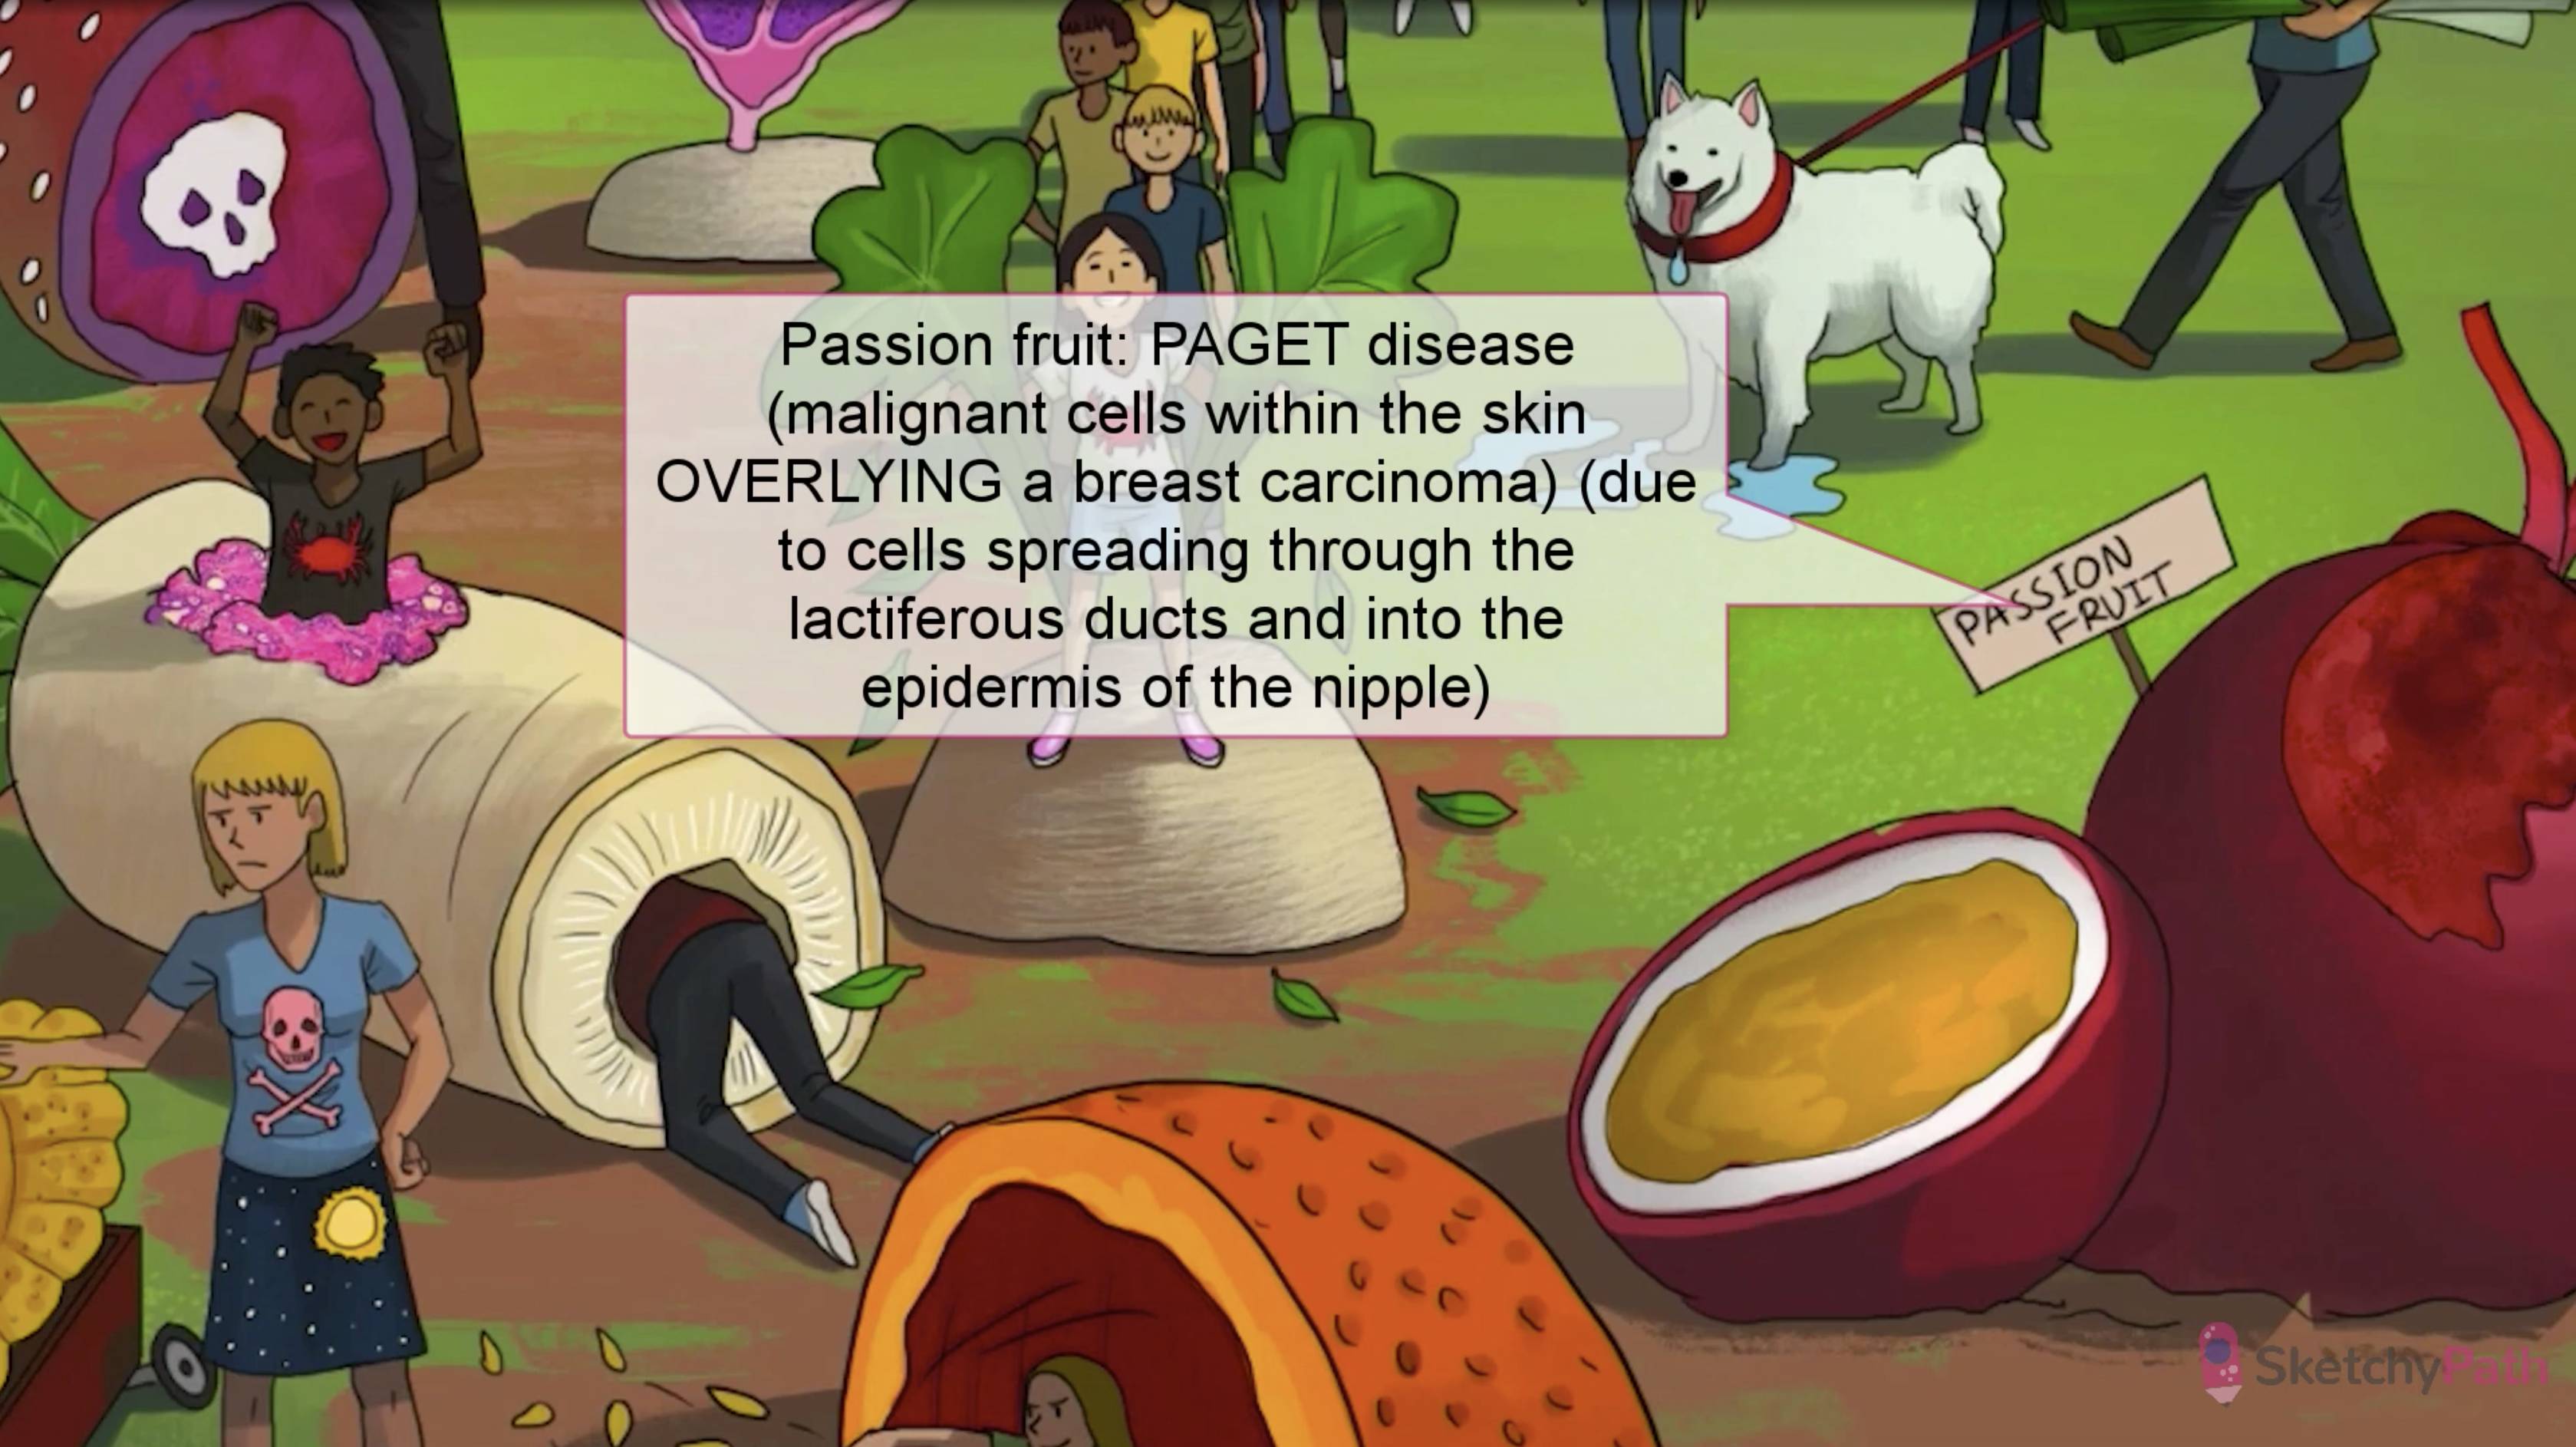 Passion fruit: PAGET disease
(malignant cells within the skin
OVERLYING a breast carcinoma) (due
to cells spreading through the
lactiferous ducts and into the
epidermis of the nipple)
PASSION
FRUIT
SketchyPath